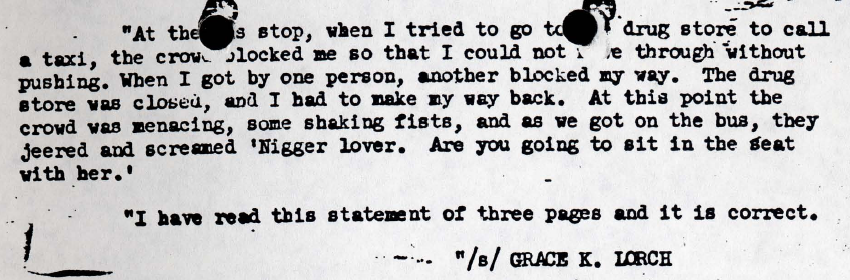 "At the s stop, when I tried to go to drug store to call
a taxi, the crow blocked me so that I could not e through without
pushing. When I got by one person, another blocked my way. The drug
store was closed, and I had to make my way back. At this point the
crowd was menacing, some shaking fists, and as we got on the bus, they
jeered and screamed 'Nigger lover. Are you going to sit in the seat
with her.'
"I have read this statement of three pages and it is correct.
"/s/ GRACE K. LORCH